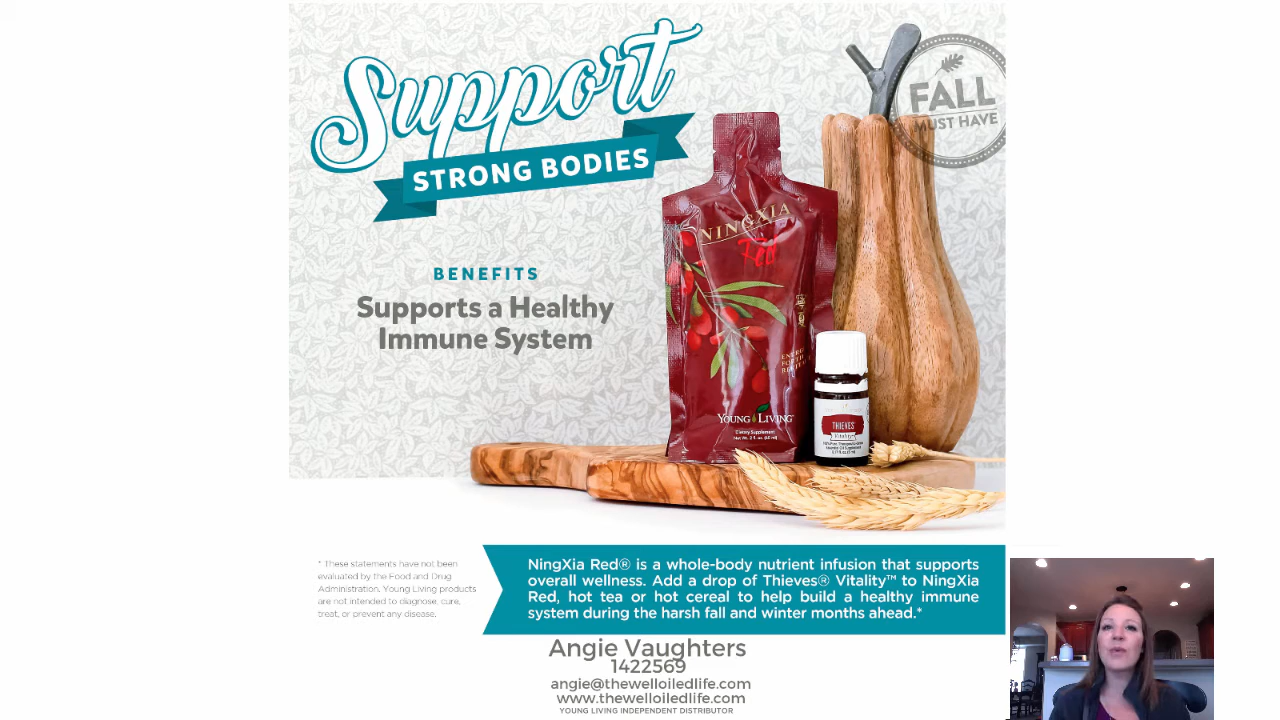 Support
STRONG BODIES
FALL
MUST HAVE
BENEFITS
Supports a Healthy
Immune System
NINGXIA
Red
YOUNG LIVING
Dietary Supplement
THIEVES
Vitality
* These statements have not been
evaluated by the Food and Drug
Administration. Young Living products
are not intended to diagnose, cure,
treat, or prevent any disease.
NingXia Red® is a whole-body nutrient infusion that supports
overall wellness. Add a drop of Thieves® Vitality™ to NingXia
Red, hot tea or hot cereal to help build a healthy immune
system during the harsh fall and winter months ahead.*
Angie Vaughters
1422569
angie@thewelloiledlife.com
www.thewelloiledlife.com
YOUNG LIVING INDEPENDENT DISTRIBUTOR